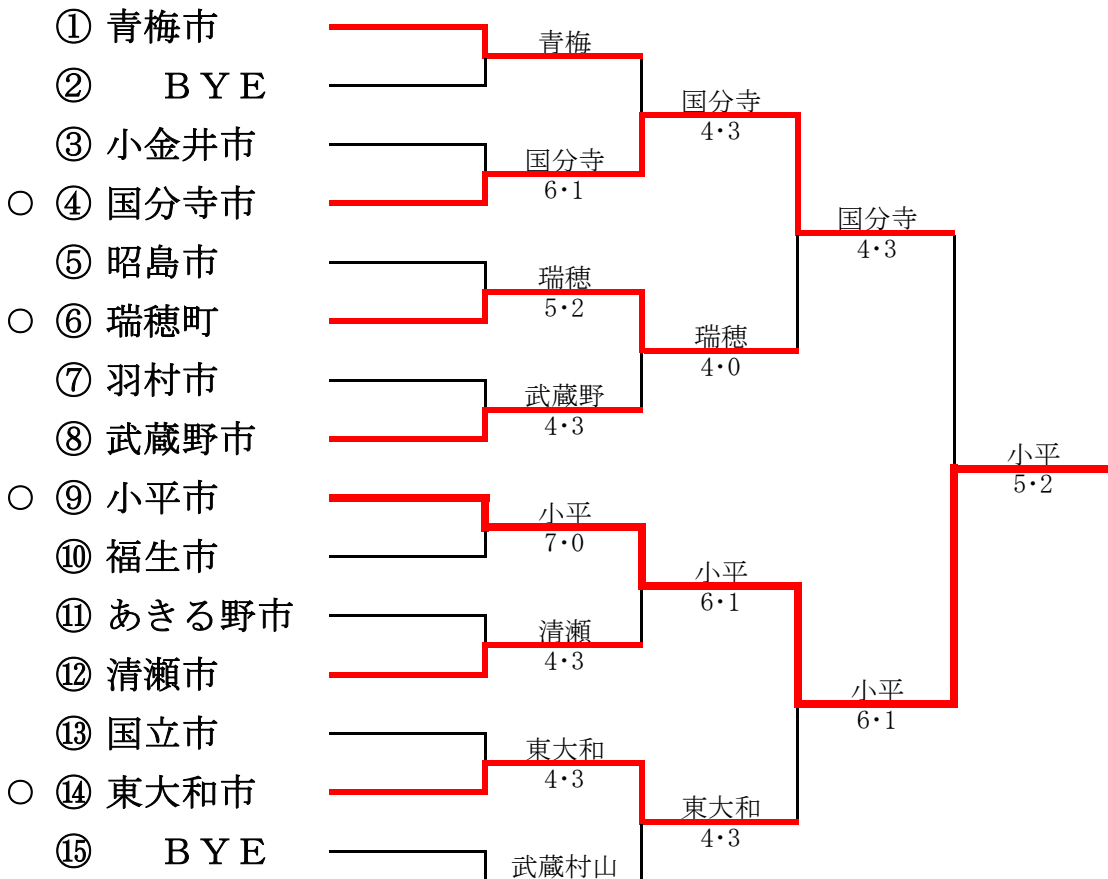 ① 青梅市
② ＢＹＥ
③ 小金井市
○ ④ 国分寺市
⑤ 昭島市
○ ⑥ 瑞穂町
⑦ 羽村市
⑧ 武蔵野市
○ ⑨ 小平市
⑩ 福生市
⑪ あきる野市
⑫ 清瀬市
⑬ 国立市
○ ⑭ 東大和市
⑮ ＢＹＥ
青梅
国分寺
6・1
瑞穂
5・2
武蔵野
4・3
小平
7・0
清瀬
4・3
東大和
4・3
武蔵村山
国分寺
4・3
瑞穂
4・0
小平
6・1
東大和
4・3
国分寺
4・3
小平
6・1
小平
5・2